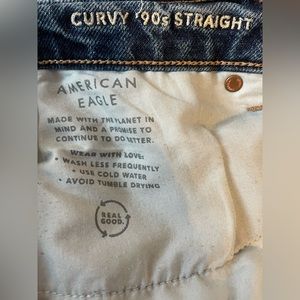 CURVY '90s STRAIGHT
AMERICAN
EAGLE
MADE WITH THE PLANET IN
MIND AND A PROMISE TO
CONTINUE TO DO BETTER.
WEAR WITH LOVE:
• WASH LESS FREQUENTLY
• USE COLD WATER
• AVOID TUMBLE DRYING
REAL
GOOD.